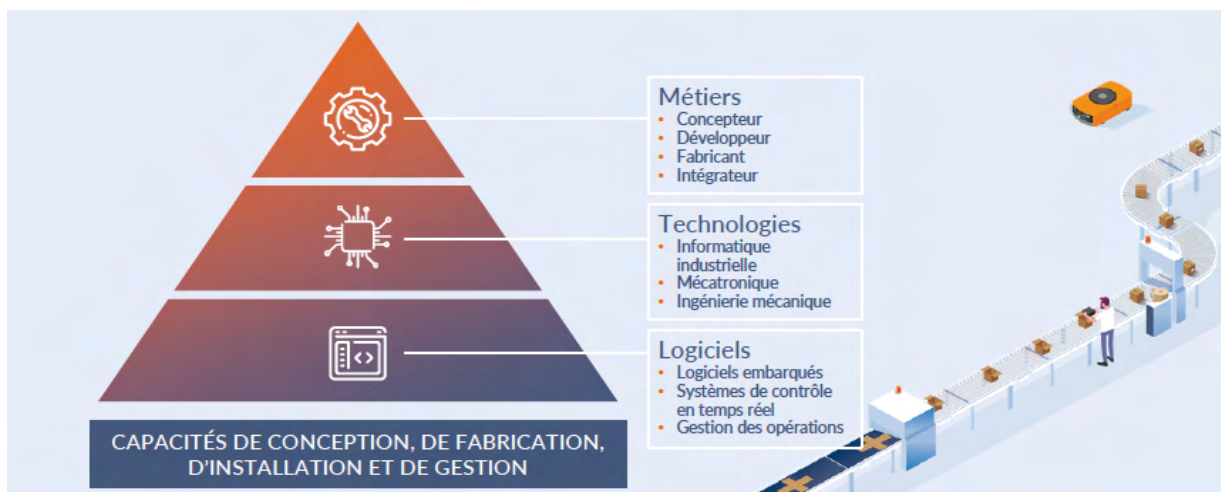 Métiers
• Concepteur
• Développeur
• Fabricant
• Intégrateur
Technologies
• Informatique
industrielle
• Mécatronique
• Ingénierie mécanique
Logiciels
• Logiciels embarqués
• Systèmes de contrôle
en temps réel
• Gestion des opérations
CAPACITÉS DE CONCEPTION, DE FABRICATION,
D'INSTALLATION ET DE GESTION